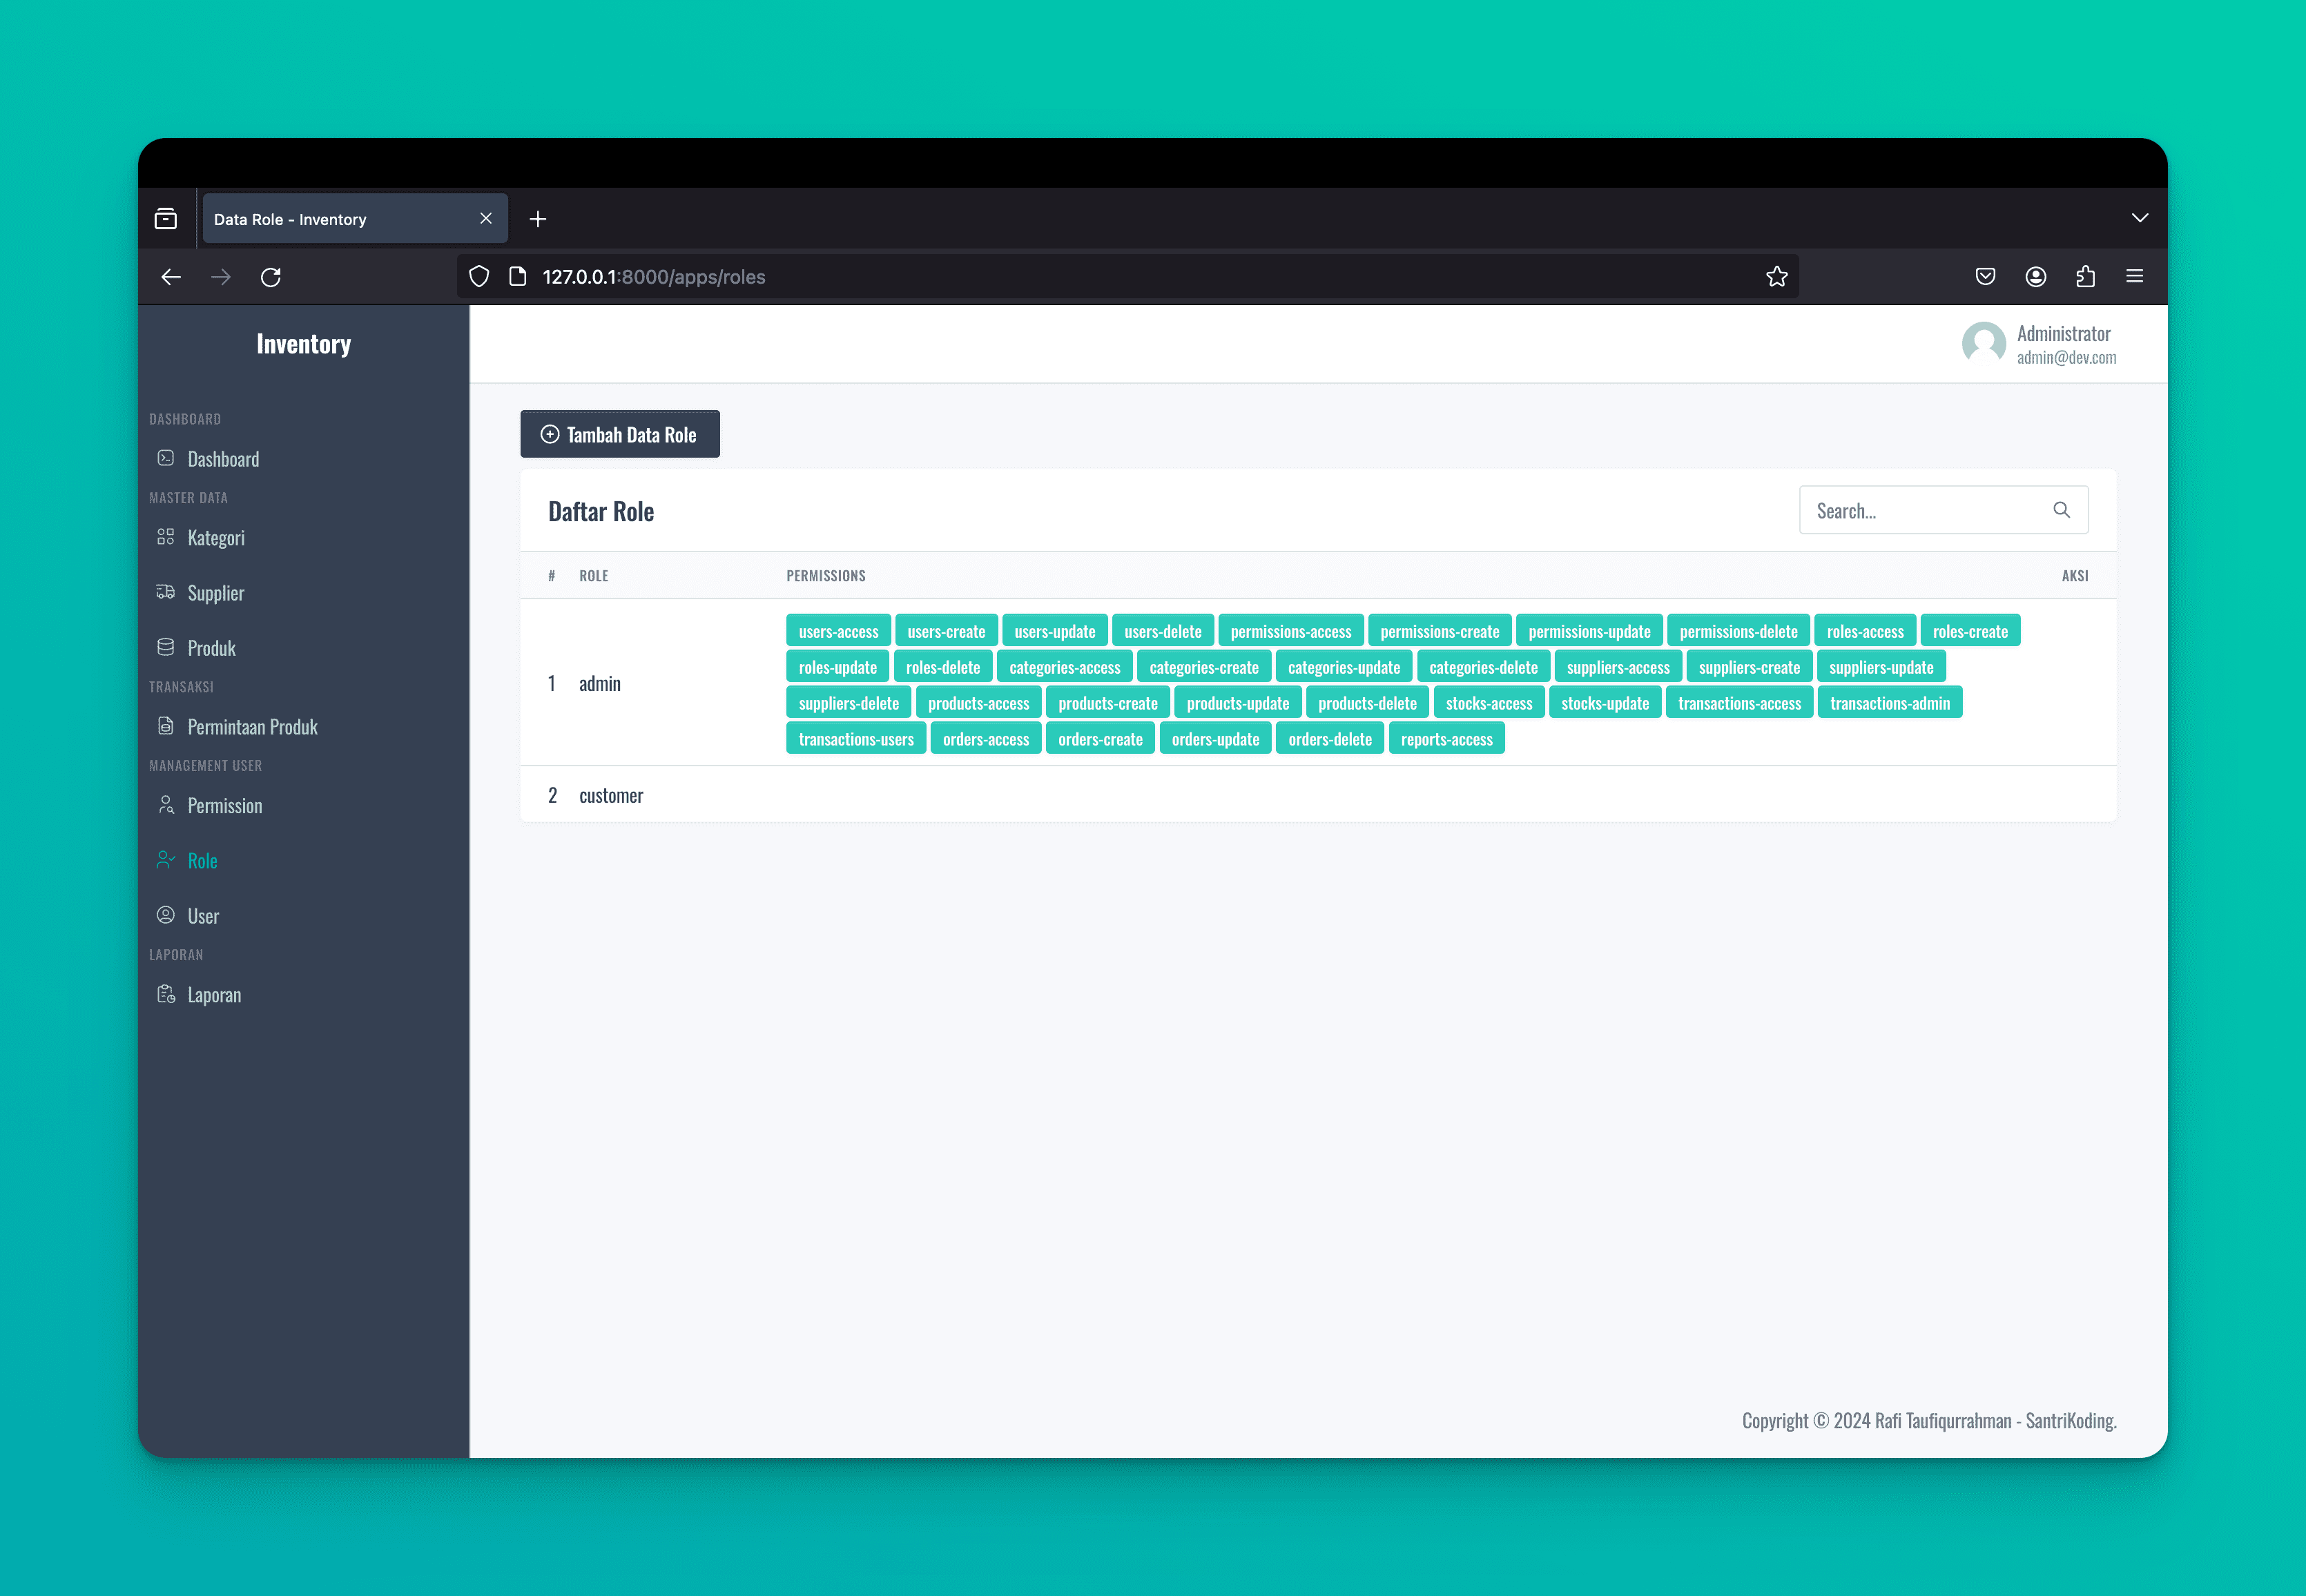 Data Role - Inventory
127.0.0.1:8000/apps/roles
Inventory
DASHBOARD
Dashboard
MASTER DATA
Kategori
Supplier
Produk
TRANSAKSI
Permintaan Produk
MANAGEMENT USER
Permission
Role
User
LAPORAN
Laporan
Administrator
admin@dev.com
Tambah Data Role
Daftar Role
Search...
# ROLE PERMISSIONS AKSI
1 admin
users-access users-create users-update users-delete permissions-access permissions-create permissions-update permissions-delete roles-access roles-create
roles-update roles-delete categories-access categories-create categories-update categories-delete suppliers-access suppliers-create suppliers-update
suppliers-delete products-access products-create products-update products-delete stocks-access stocks-update transactions-access transactions-admin
transactions-users orders-access orders-create orders-update orders-delete reports-access
2 customer
Copyright © 2024 Rafi Taufiqurrahman - SantriKoding.